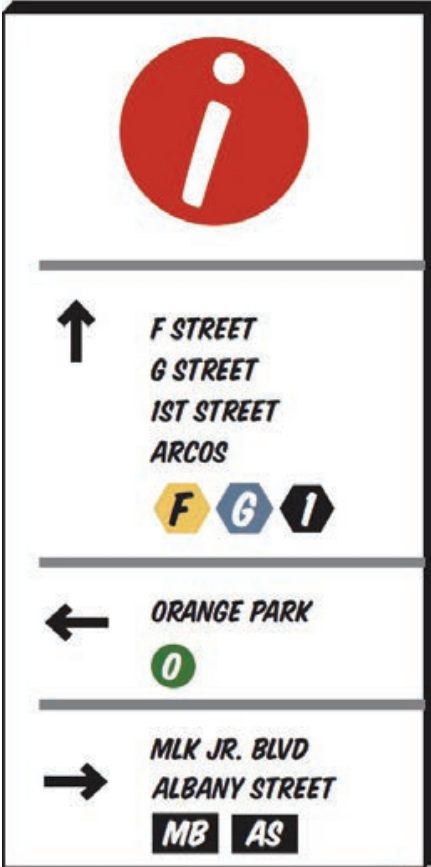 i
F STREET
G STREET
1ST STREET
ARCOS
F G 1
ORANGE PARK
O
MLK JR. BLVD
ALBANY STREET
MB AS